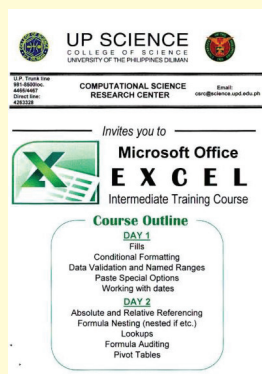 UP SCIENCE
COLLEGE OF SCIENCE
UNIVERSITY OF THE PHILIPPINES DILIMAN
U.P. Trunk line
981-8500loc.
4466/4467
Direct line:
4263328
COMPUTATIONAL SCIENCE
RESEARCH CENTER
Email:
csrc@science.upd.edu.ph
Invites you to
Microsoft Office
EXCEL
Intermediate Training Course
Course Outline
DAY 1
Fills
Conditional Formatting
Data Validation and Named Ranges
Paste Special Options
Working with dates
DAY 2
Absolute and Relative Referencing
Formula Nesting (nested if etc.)
Lookups
Formula Auditing
Pivot Tables